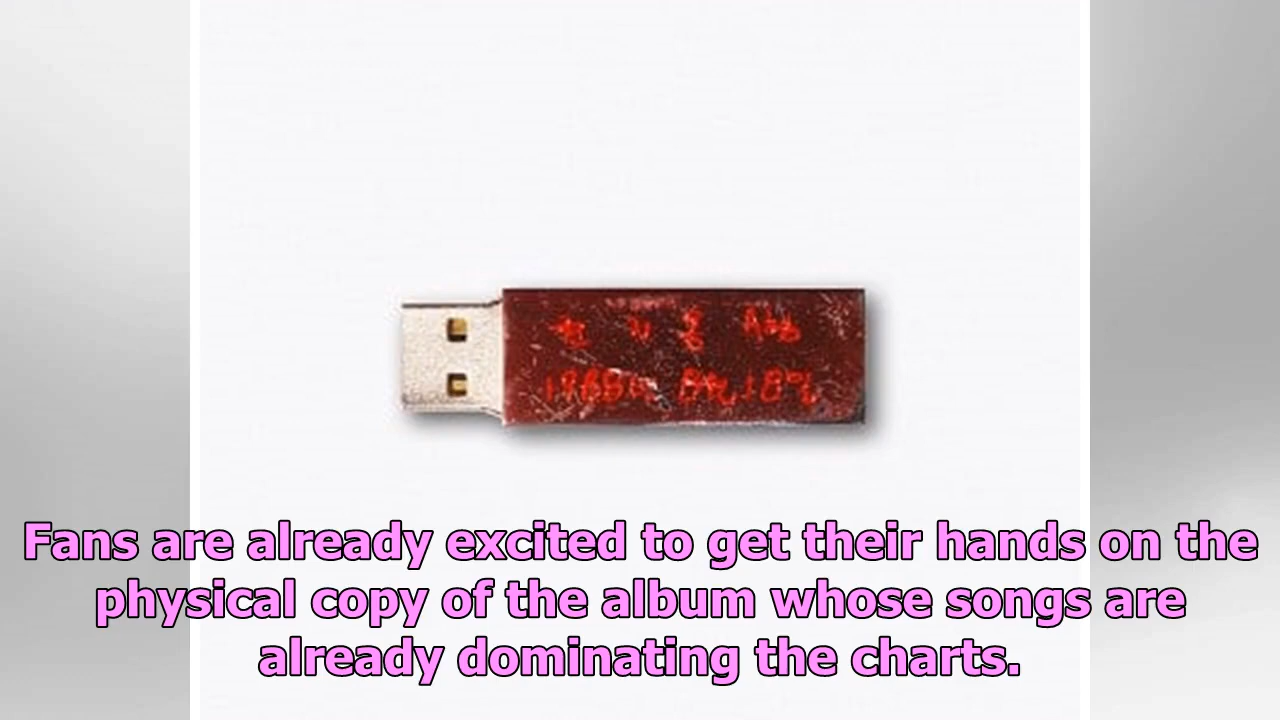 Fans are already excited to get their hands on the
physical copy of the album whose songs are
already dominating the charts.